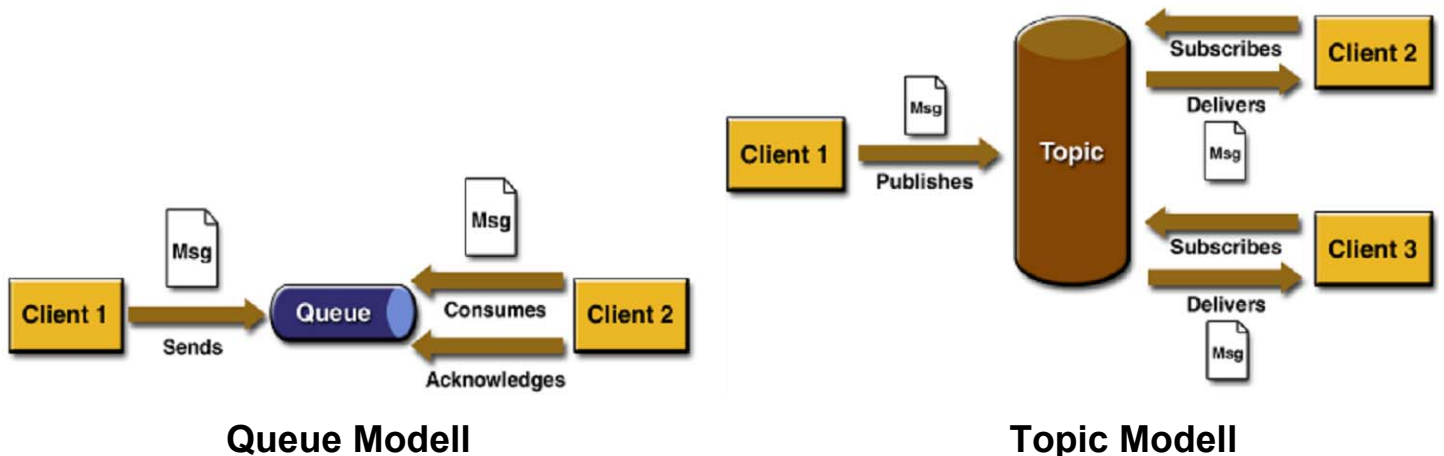 Msg
Client 1
Sends
Queue
Msg
Consumes
Acknowledges
Client 2
Queue Modell
Client 1
Msg
Publishes
Topic
Subscribes
Delivers
Msg
Client 2
Subscribes
Delivers
Msg
Client 3
Topic Modell